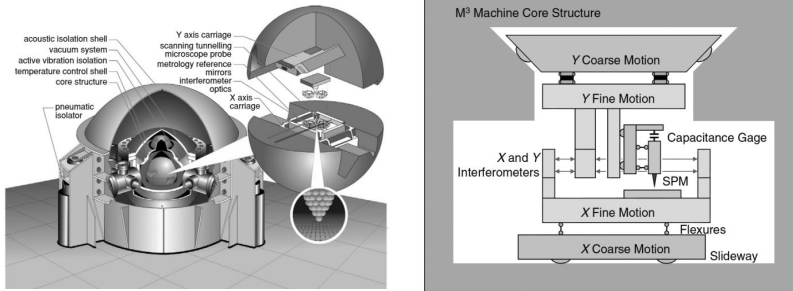 acoustic isolation shell
vacuum system
active vibration isolation
temperature control shell
core structure
pneumatic
isolator
Y axis carriage
scanning tunnelling
microscope probe
metrology reference
mirrors
interferometer
optics
X axis
carriage
M³ Machine Core Structure
Y Coarse Motion
Y Fine Motion
Capacitance Gage
X and Y
Interferometers
SPM
X Fine Motion
Flexures
X Coarse Motion
Slideway